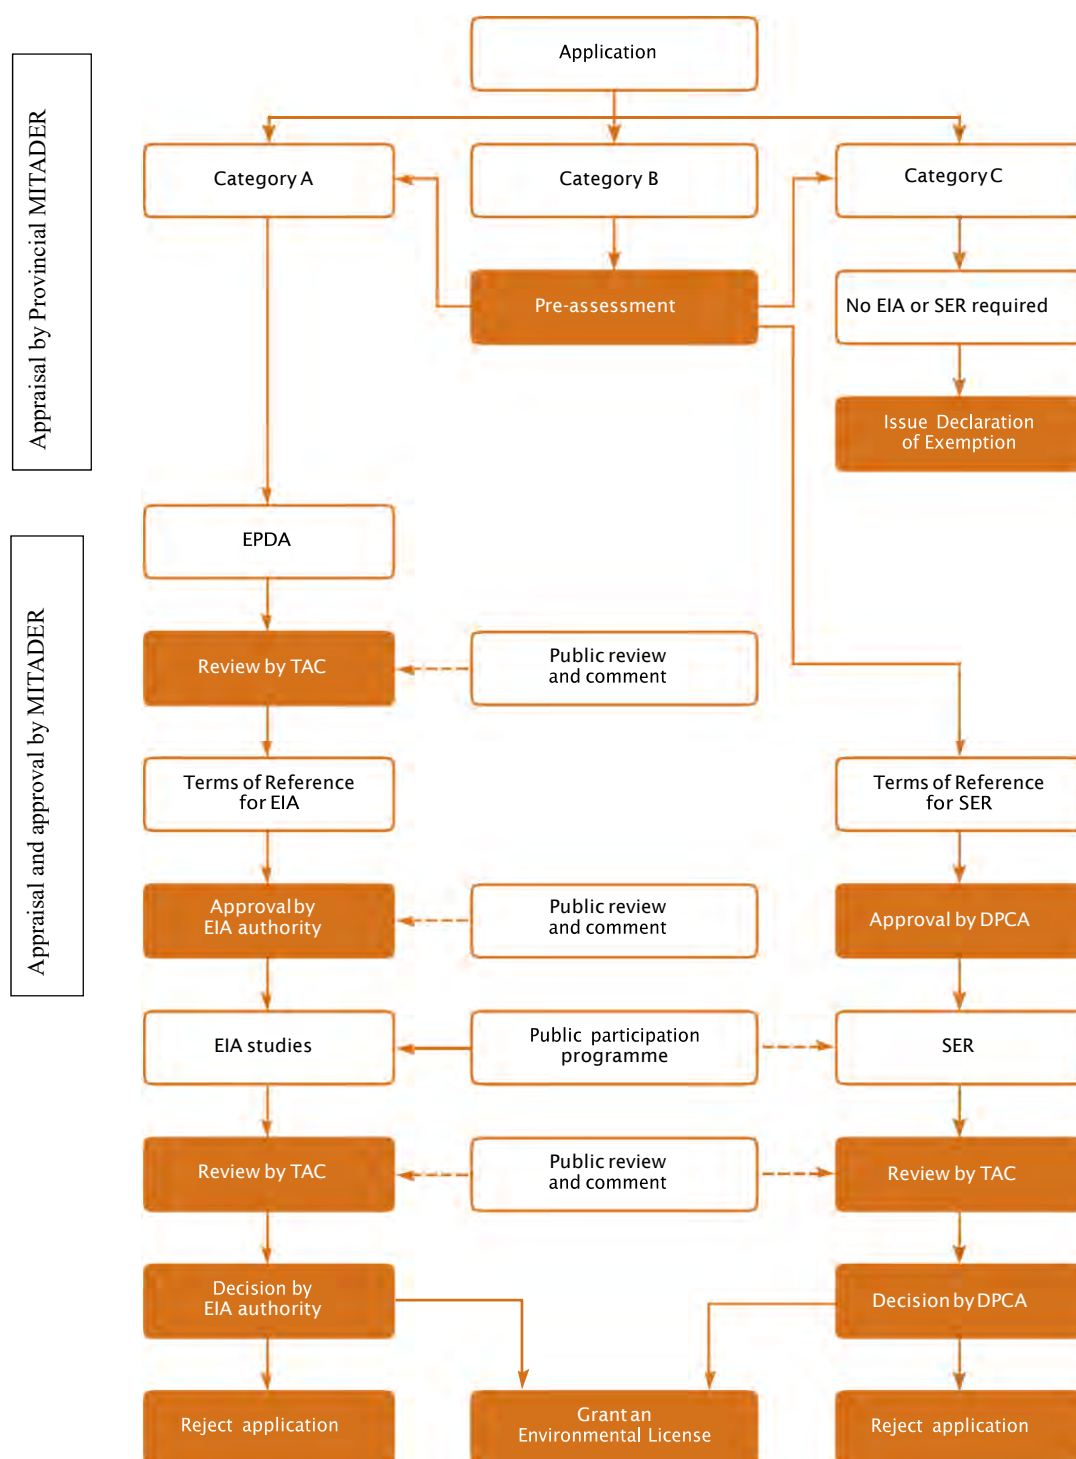 Appraisal by Provincial MITADER
Application
Category A
Category B
Category C
Pre-assessment
No EIA or SER required
Issue Declaration
of Exemption
Appraisal and approval by MITADER
EPDA
Review by TAC
Public review
and comment
Terms of Reference
for EIA
Terms of Reference
for SER
Approval by
EIA authority
Public review
and comment
Approval by DPCA
EIA studies
Public participation
programme
SER
Review by TAC
Public review
and comment
Review by TAC
Decision by
EIA authority
Decision by DPCA
Reject application
Grant an
Environmental License
Reject application